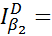 I^D_{β_2} =